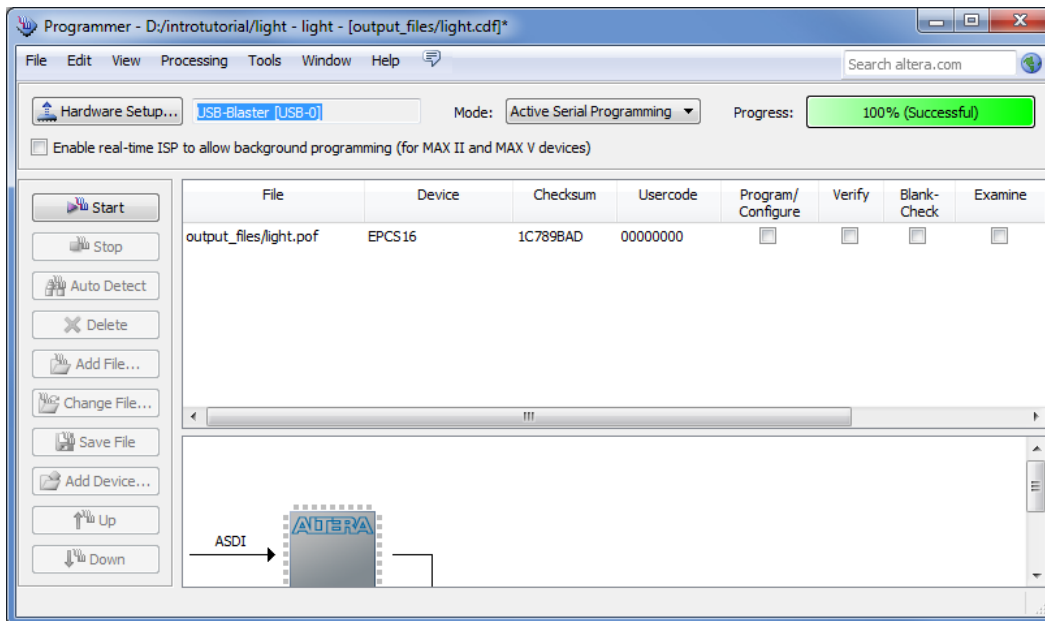 Programmer - D:/introtutorial/light - light - [output_files/light.cdf]*
File Edit View Processing Tools Window Help
Search altera.com
Hardware Setup... USB-Blaster [USB-0] Mode: Active Serial Programming Progress: 100% (Successful)
Enable real-time ISP to allow background programming (for MAX II and MAX V devices)
Start
Stop
Auto Detect
Delete
Add File...
Change File...
Save File
Add Device...
Up
Down
File Device Checksum Usercode Program/ Verify Blank- Examine
Configure Check
output_files/light.pof EPCS16 1C789BAD 00000000
ALTERA
ASDI